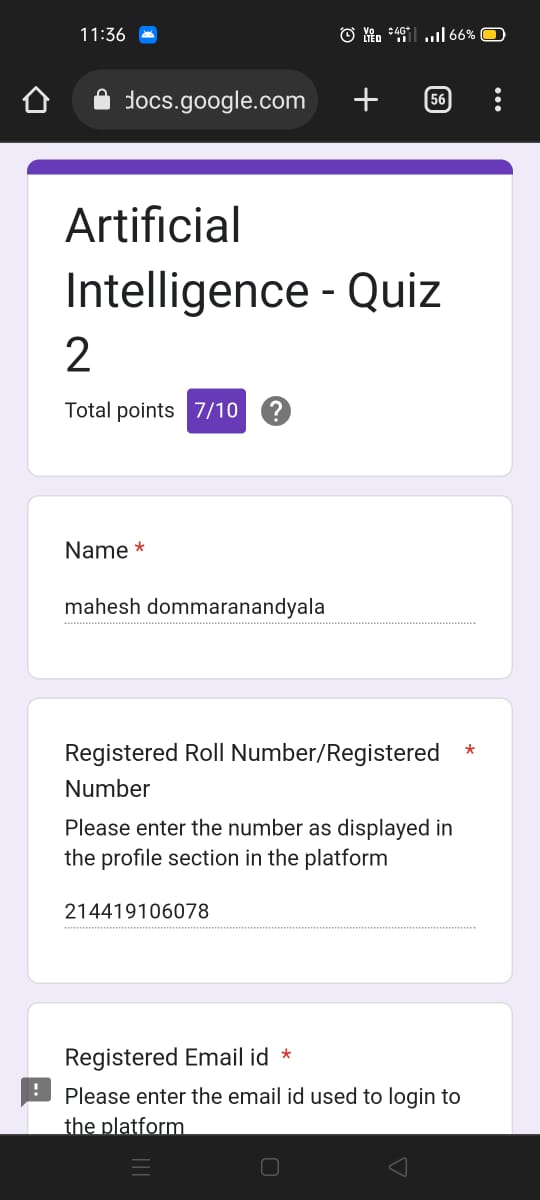 11:36
Vo LTED 4G+ 66%
docs.google.com + 56
Artificial
Intelligence - Quiz
2
Total points 7/10 ?
Name *
mahesh dommaranandyala
Registered Roll Number/Registered *
Number
Please enter the number as displayed in
the profile section in the platform
214419106078
Registered Email id *
Please enter the email id used to login to
the platform